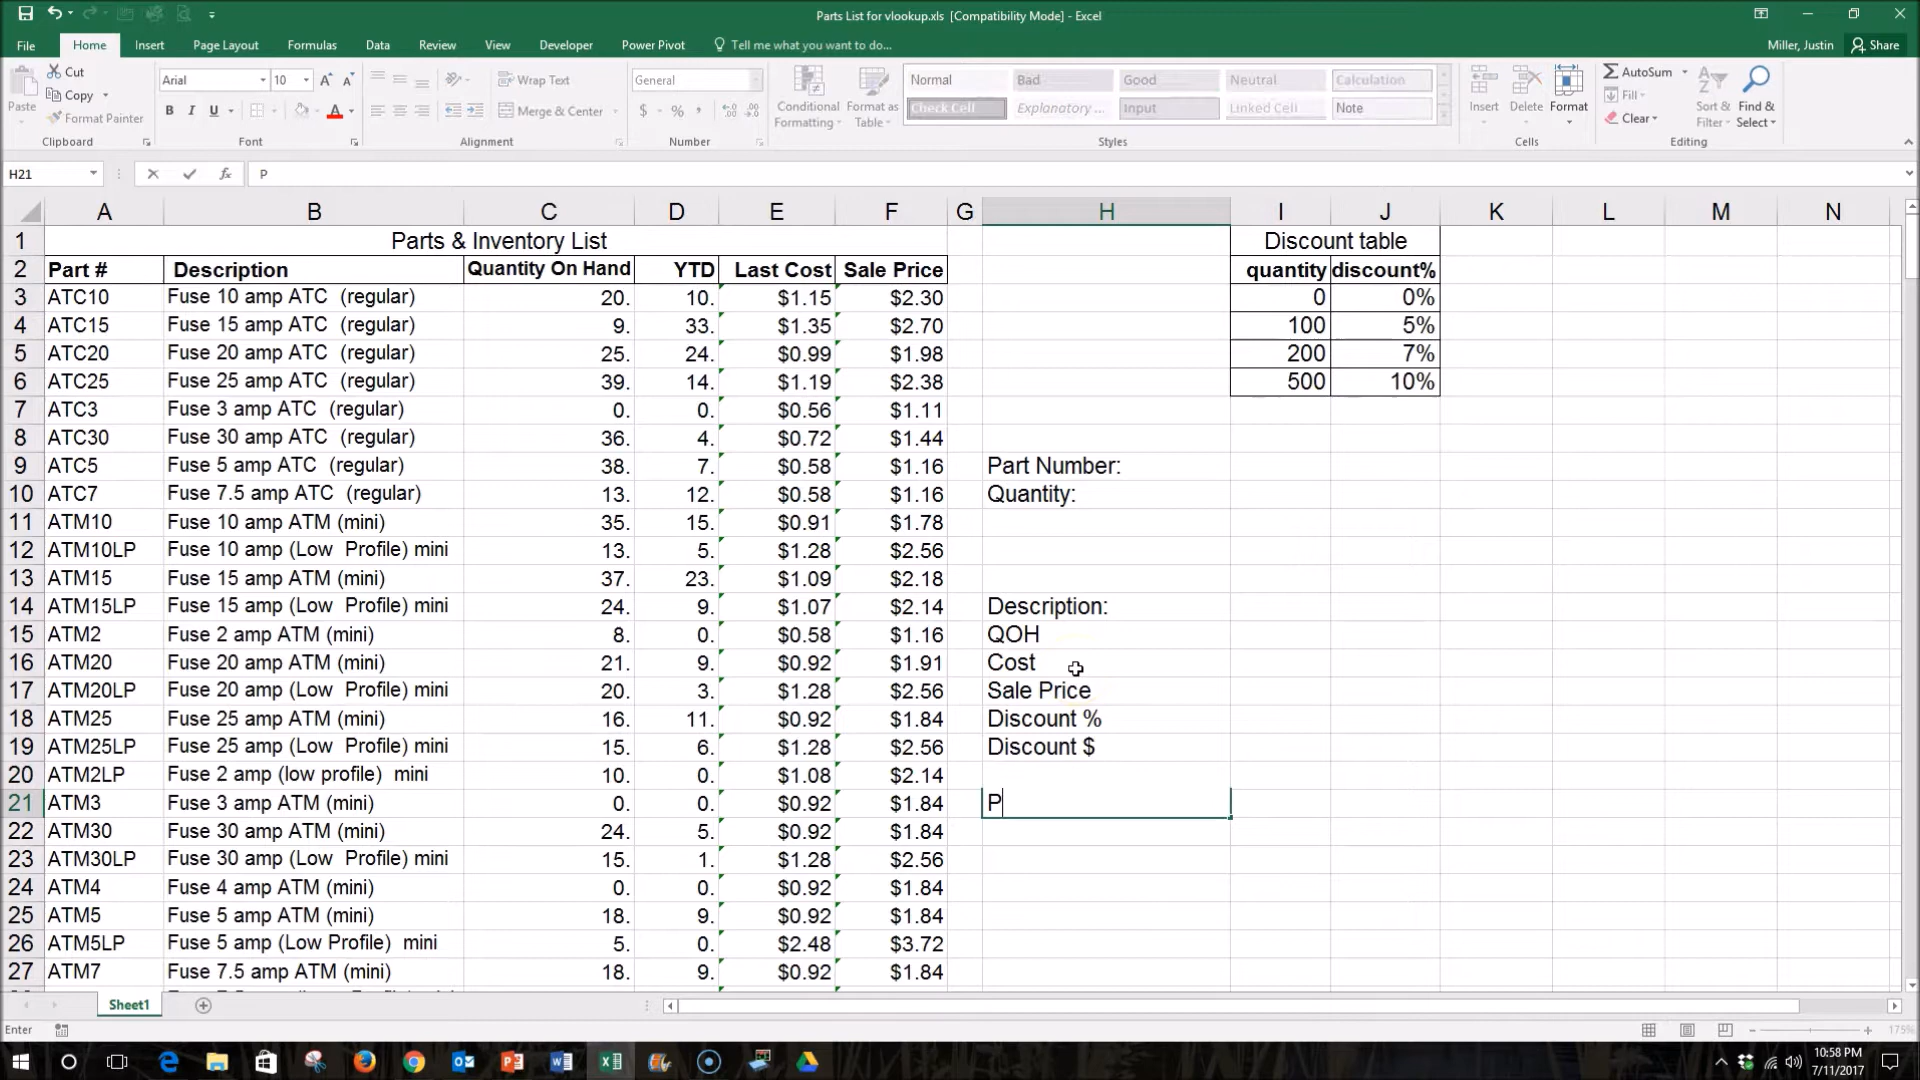 Parts List for vlookup.xls [Compatibility Mode] - Excel
File Home Insert Page Layout Formulas Data Review View Developer Power Pivot Tell me what you want to do... Miller, Justin Share
Paste
Cut
Copy
Format Painter
Clipboard
Arial 10
B I U
Font
Wrap Text
Merge & Center
Alignment
General
$ % ,
Number
Conditional Formatting
Format as Table
Normal Bad Good Neutral Calculation
Check Cell Explanatory ... Input Linked Cell Note
Styles
Insert Delete Format
Cells
AutoSum
Fill
Clear
Sort & Filter
Find & Select
Editing
H21 fx P
A B C D E F G H I J K L M N
1 Parts & Inventory List Discount table
2 Part # Description Quantity On Hand YTD Last Cost Sale Price quantity discount%
3 ATC10 Fuse 10 amp ATC (regular) 20. 10. $1.15 $2.30 0 0%
4 ATC15 Fuse 15 amp ATC (regular) 9. 33. $1.35 $2.70 100 5%
5 ATC20 Fuse 20 amp ATC (regular) 25. 24. $0.99 $1.98 200 7%
6 ATC25 Fuse 25 amp ATC (regular) 39. 14. $1.19 $2.38 500 10%
7 ATC3 Fuse 3 amp ATC (regular) 0. 0. $0.56 $1.11
8 ATC30 Fuse 30 amp ATC (regular) 36. 4. $0.72 $1.44
9 ATC5 Fuse 5 amp ATC (regular) 38. 7. $0.58 $1.16 Part Number:
10 ATC7 Fuse 7.5 amp ATC (regular) 13. 12. $0.58 $1.16 Quantity:
11 ATM10 Fuse 10 amp ATM (mini) 35. 15. $0.91 $1.78
12 ATM10LP Fuse 10 amp (Low Profile) mini 13. 5. $1.28 $2.56
13 ATM15 Fuse 15 amp ATM (mini) 37. 23. $1.09 $2.18
14 ATM15LP Fuse 15 amp (Low Profile) mini 24. 9. $1.07 $2.14 Description:
15 ATM2 Fuse 2 amp ATM (mini) 8. 0. $0.58 $1.16 QOH
16 ATM20 Fuse 20 amp ATM (mini) 21. 9. $0.92 $1.91 Cost
17 ATM20LP Fuse 20 amp (Low Profile) mini 20. 3. $1.28 $2.56 Sale Price
18 ATM25 Fuse 25 amp ATM (mini) 16. 11. $0.92 $1.84 Discount %
19 ATM25LP Fuse 25 amp (Low Profile) mini 15. 6. $1.28 $2.56 Discount $
20 ATM2LP Fuse 2 amp (low profile) mini 10. 0. $1.08 $2.14
21 ATM3 Fuse 3 amp ATM (mini) 0. 0. $0.92 $1.84 P
22 ATM30 Fuse 30 amp ATM (mini) 24. 5. $0.92 $1.84
23 ATM30LP Fuse 30 amp (Low Profile) mini 15. 1. $1.28 $2.56
24 ATM4 Fuse 4 amp ATM (mini) 0. 0. $0.92 $1.84
25 ATM5 Fuse 5 amp ATM (mini) 18. 9. $0.92 $1.84
26 ATM5LP Fuse 5 amp (Low Profile) mini 5. 0. $2.48 $3.72
27 ATM7 Fuse 7.5 amp ATM (mini) 18. 9. $0.92 $1.84
Sheet1
Enter 175%
10:58 PM
7/11/2017